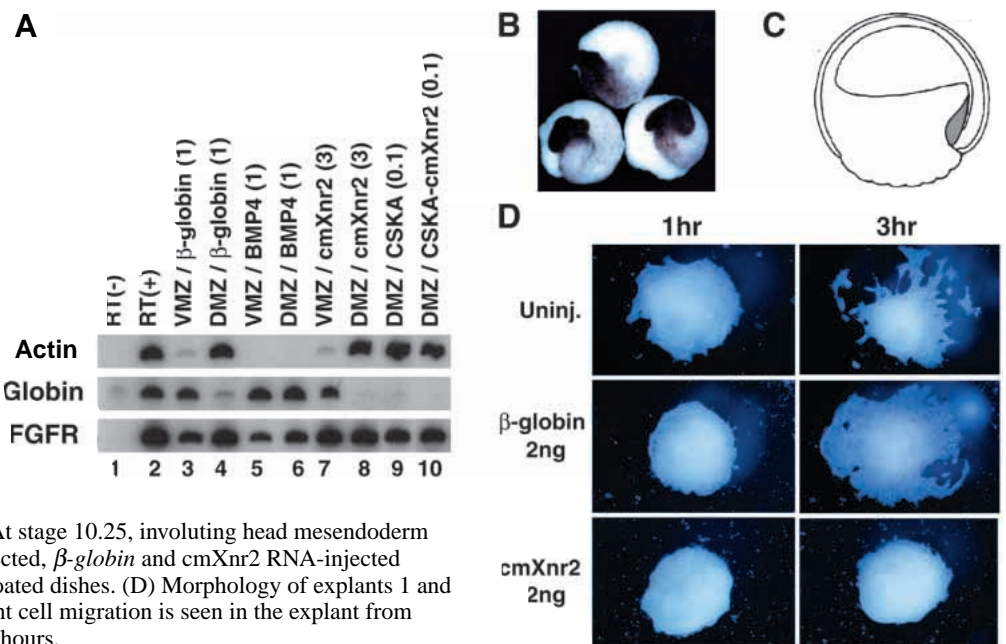 A
B
C
RT(-)
RT(+)
VMZ / β-globin (1)
DMZ / β-globin (1)
VMZ / BMP4 (1)
DMZ / BMP4 (1)
VMZ / cmXnr2 (3)
DMZ / cmXnr2 (3)
DMZ / CSKA (0.1)
DMZ / CSKA-cmXnr2 (0.1)
Actin
Globin
FGFR
1 2 3 4 5 6 7 8 9 10
D
1hr 3hr
Uninj.
β-globin
2ng
cmXnr2
2ng
At stage 10.25, involuting head mesendoderm
ected, β-globin and cmXnr2 RNA-injected
oated dishes. (D) Morphology of explants 1 and
nt cell migration is seen in the explant from
hours.